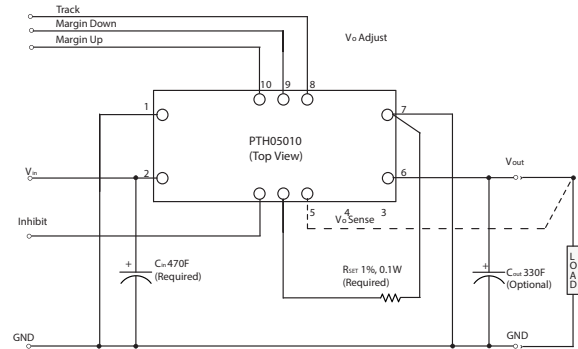 Track
Margin Down
Margin Up
Vo Adjust
10 9 8
1
7
PTH05010
(Top View)
Vin
2
6
Vout
5 4 3
Vo Sense
Inhibit
+
Cin 470F
(Required)
RSET 1%, 0.1W
(Required)
+
Cout 330F
(Optional)
LOAD
GND
GND